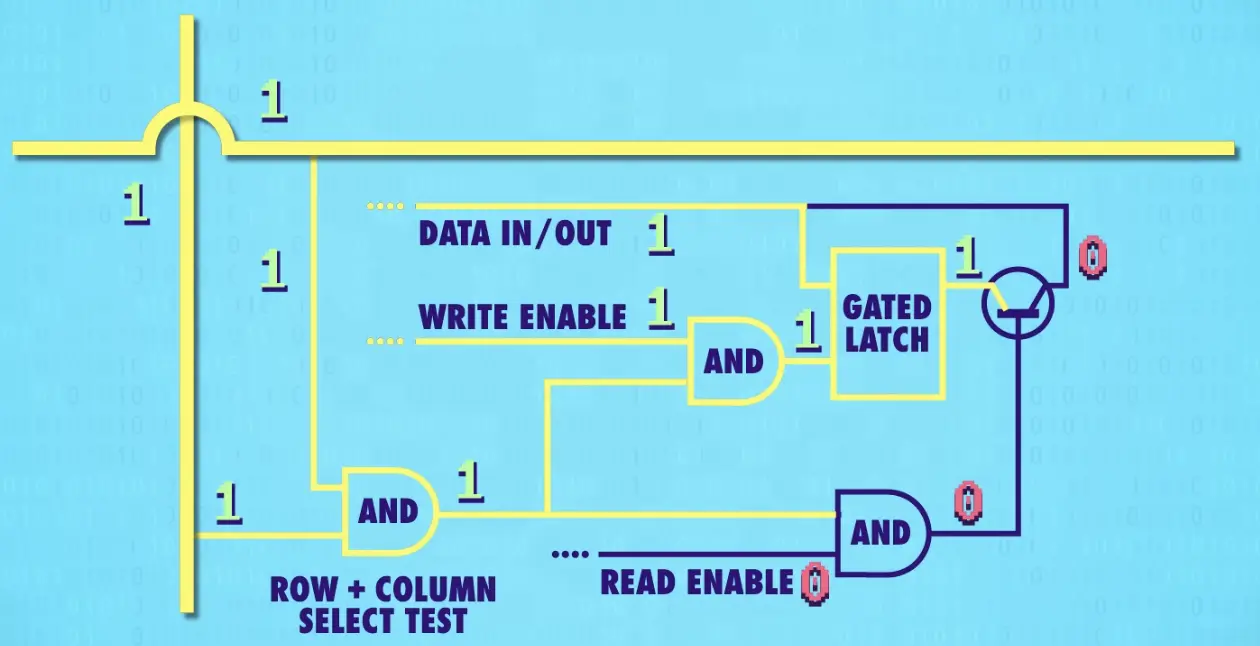 1
1
DATA IN/OUT 1
1
0
1
WRITE ENABLE 1
1
GATED
LATCH
AND
1
1
AND
0
AND
READ ENABLE 0
ROW + COLUMN
SELECT TEST